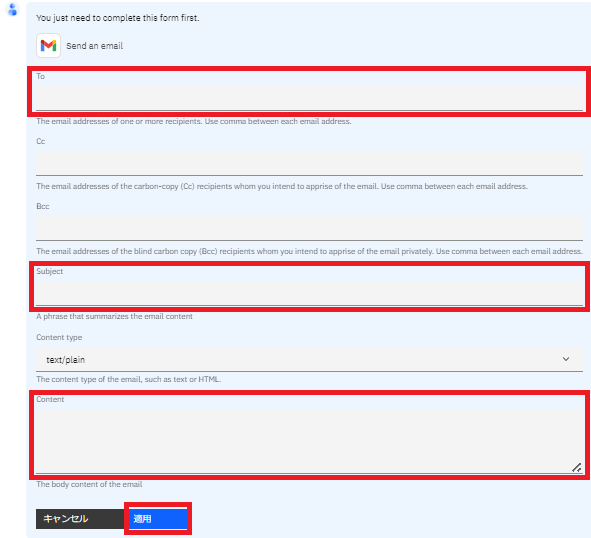 You just need to complete this form first.
Send an email
To
The email addresses of one or more recipients. Use comma between each email address.
Cc
The email addresses of the carbon-copy (Cc) recipients whom you intend to apprise of the email. Use comma between each email address.
Bcc
The email addresses of the blind carbon copy (Bcc) recipients whom you intend to apprise of the email privately. Use comma between each email address.
Subject
A phrase that summarizes the email content
Content type
text/plain
The content type of the email, such as text or HTML.
Content
The body content of the email
キャンセル 適用